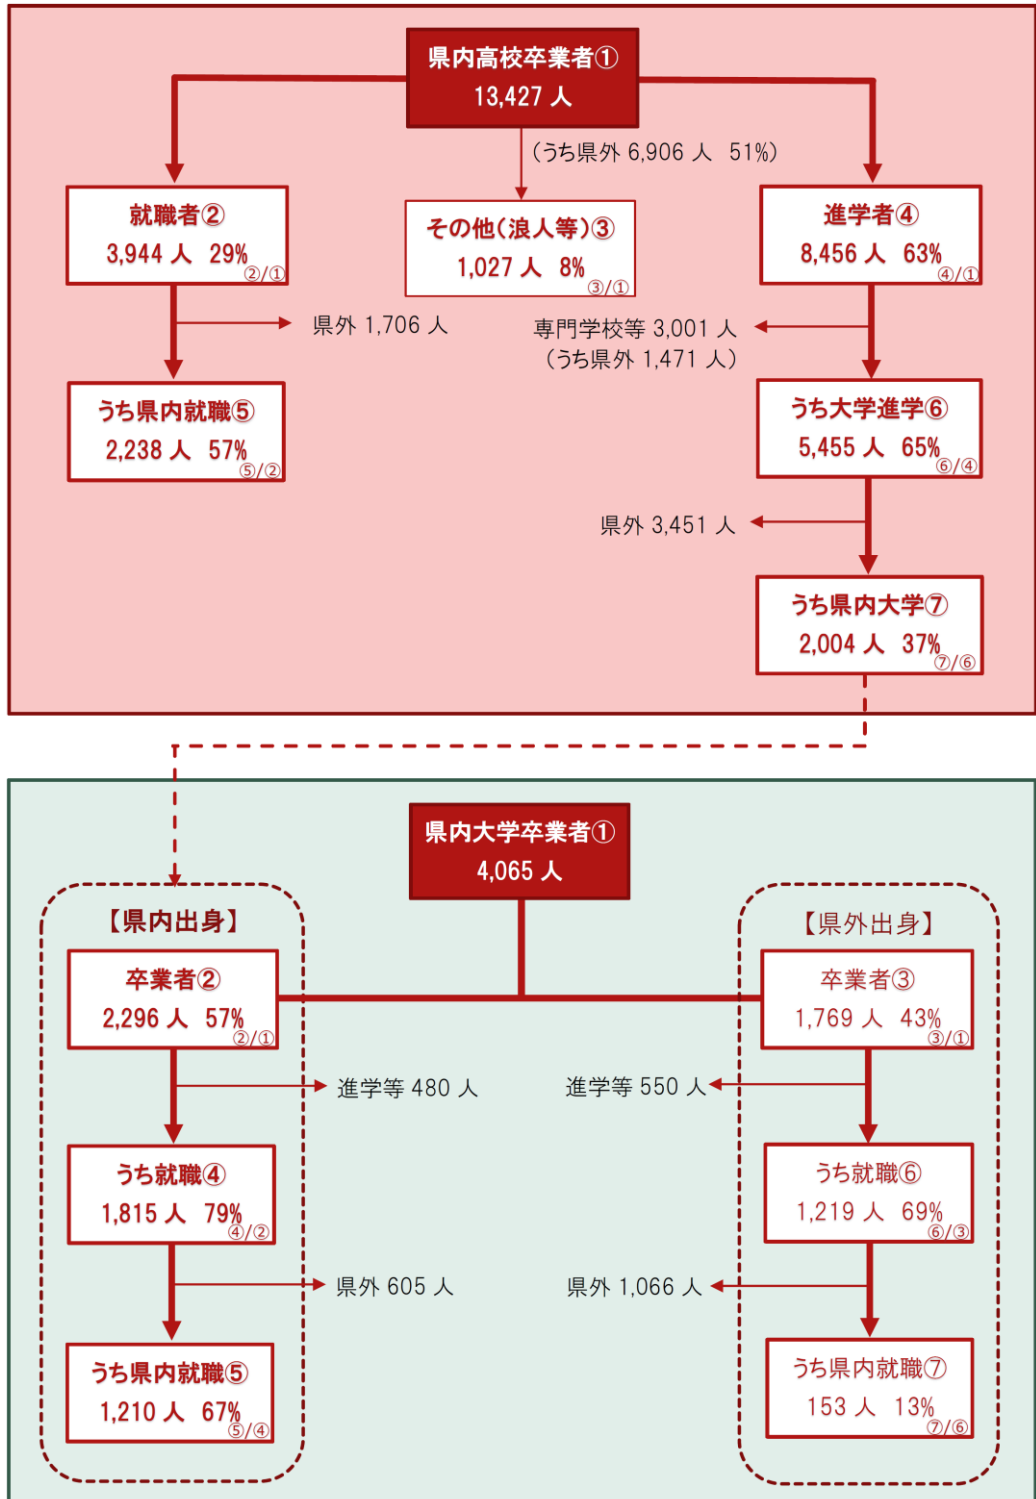 県内高校卒業者①
13,427 人
(うち県外 6,906 人 51%)
就職者②
3,944 人 29%
②/①
その他(浪人等)③
1,027 人 8%
③/①
進学者④
8,456 人 63%
④/①
県外 1,706 人
専門学校等 3,001 人
(うち県外 1,471 人)
うち県内就職⑤
2,238 人 57%
⑤/②
うち大学進学⑥
5,455 人 65%
⑥/④
県外 3,451 人
うち県内大学⑦
2,004 人 37%
⑦/⑥
県内大学卒業者①
4,065 人
【県内出身】
【県外出身】
卒業者②
2,296 人 57%
②/①
卒業者③
1,769 人 43%
③/①
進学等 480 人
進学等 550 人
うち就職④
1,815 人 79%
④/②
うち就職⑥
1,219 人 69%
⑥/③
県外 605 人
県外 1,066 人
うち県内就職⑤
1,210 人 67%
⑤/④
うち県内就職⑦
153 人 13%
⑦/⑥